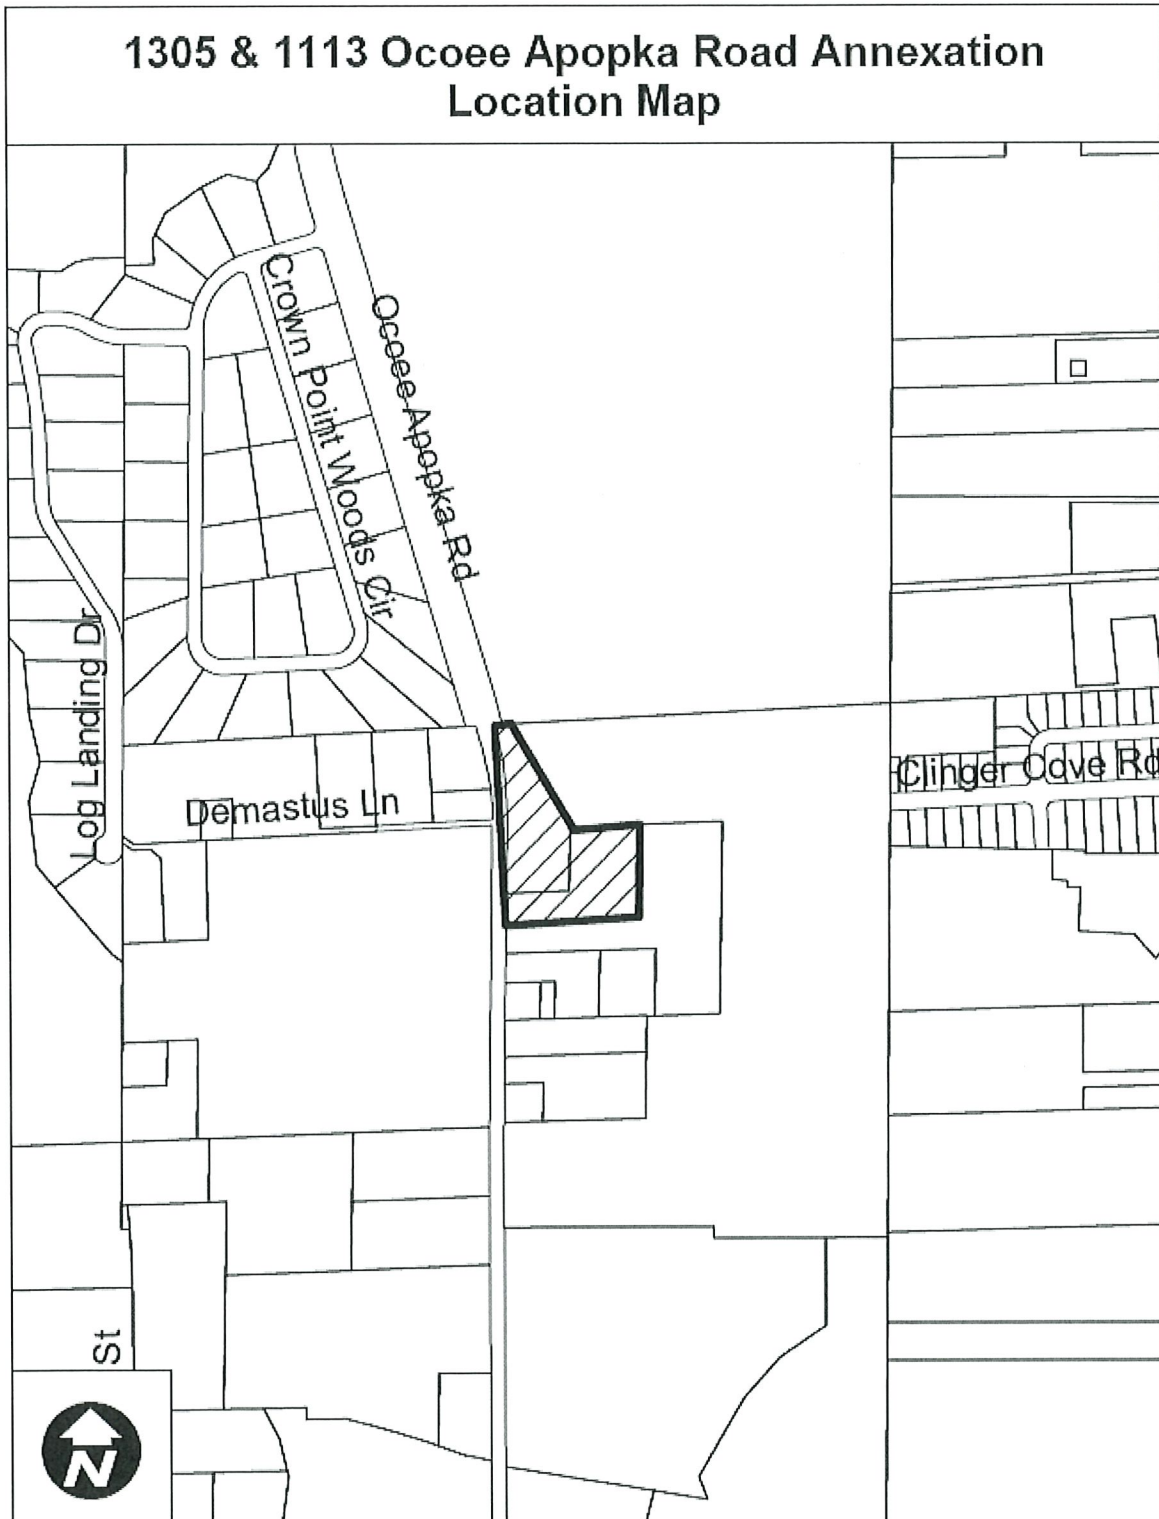 1305 & 1113 Ocoee Apopka Road Annexation
Location Map
Crown Point Woods Cir
Ocoee Apopka Rd
Log Landing Dr
Demastus Ln
Clinger Cove Rd
St
N